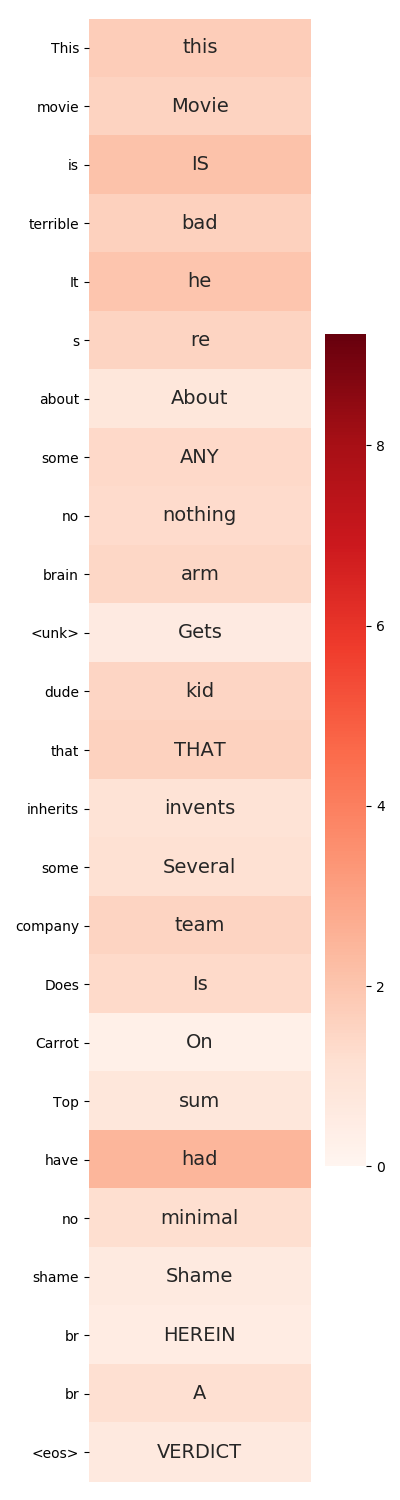 This this
movie Movie
is IS
terrible bad
It he
s re
about About
some ANY
no nothing
brain arm
<unk> Gets
dude kid
that THAT
inherits invents
some Several
company team
Does Is
Carrot On
Top sum
have had
no minimal
shame Shame
br HEREIN
br A
<eos> VERDICT
8
6
4
2
0